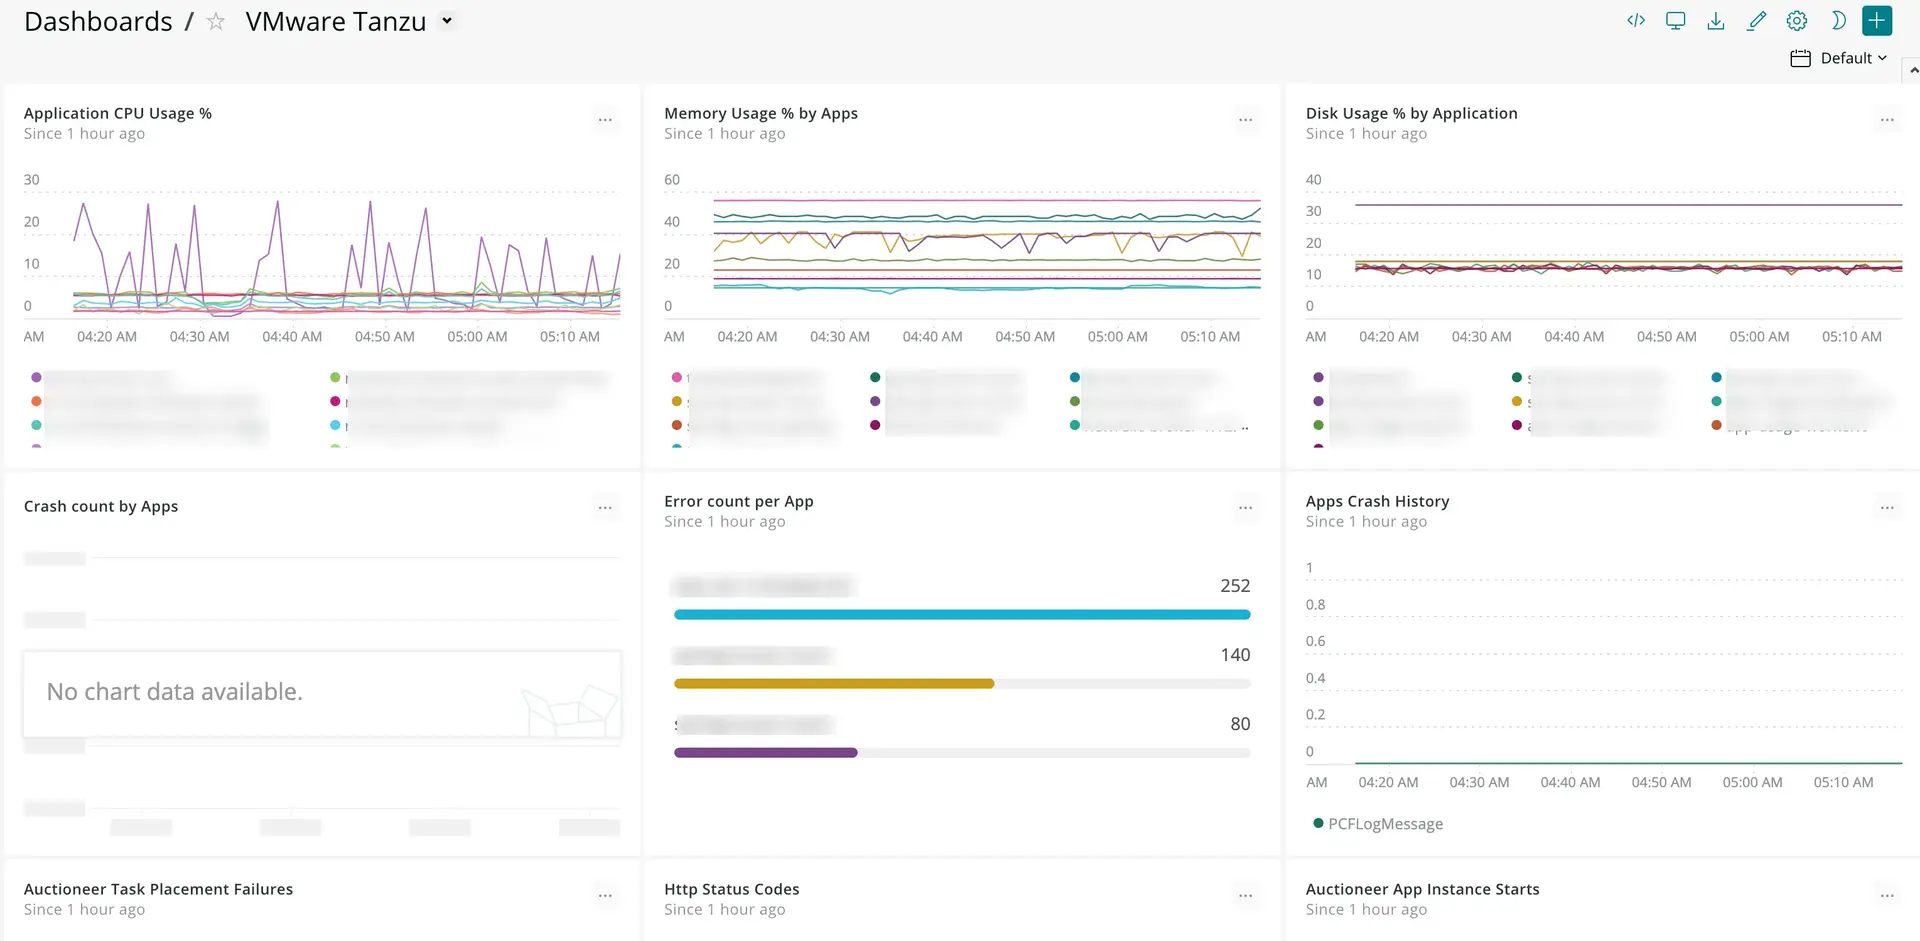 Dashboards / ☆ VMware Tanzu
Default
Application CPU Usage %
Since 1 hour ago
30
20
10
0
AM 04:20 AM 04:30 AM 04:40 AM 04:50 AM 05:00 AM 05:10 AM
Memory Usage % by Apps
Since 1 hour ago
60
40
20
0
AM 04:20 AM 04:30 AM 04:40 AM 04:50 AM 05:00 AM 05:10 AM
Disk Usage % by Application
Since 1 hour ago
40
30
20
10
0
AM 04:20 AM 04:30 AM 04:40 AM 04:50 AM 05:00 AM 05:10 AM
Crash count by Apps
No chart data available.
Error count per App
Since 1 hour ago
252
140
80
Apps Crash History
Since 1 hour ago
1
0.8
0.6
0.4
0.2
0
AM 04:20 AM 04:30 AM 04:40 AM 04:50 AM 05:00 AM 05:10 AM
PCFLogMessage
Auctioneer Task Placement Failures
Since 1 hour ago
Http Status Codes
Since 1 hour ago
Auctioneer App Instance Starts
Since 1 hour ago